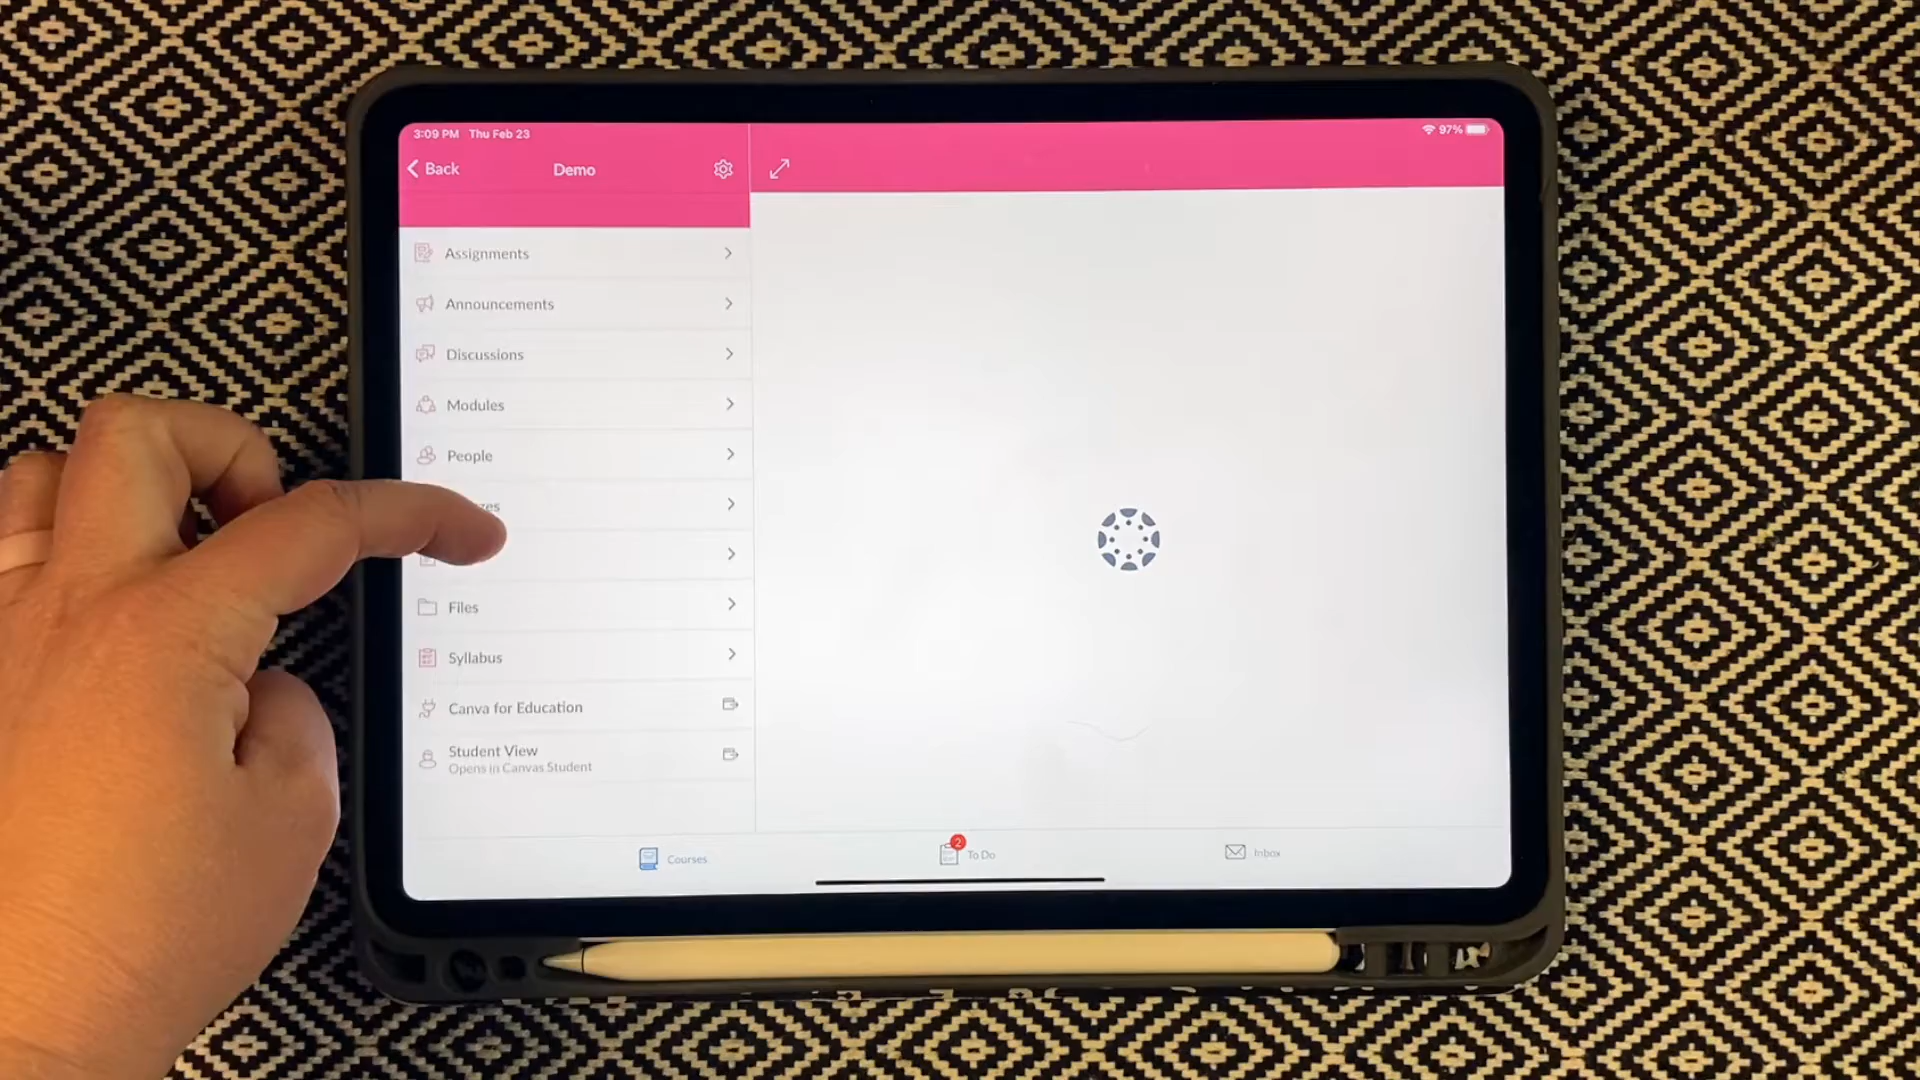 3:09 PM Thu Feb 23
97%
Back
Demo
Assignments
Announcements
Discussions
Modules
People
zes
Files
Syllabus
Canva for Education
Student View
Opens in Canvas Student
Courses
2
To Do
Inbox